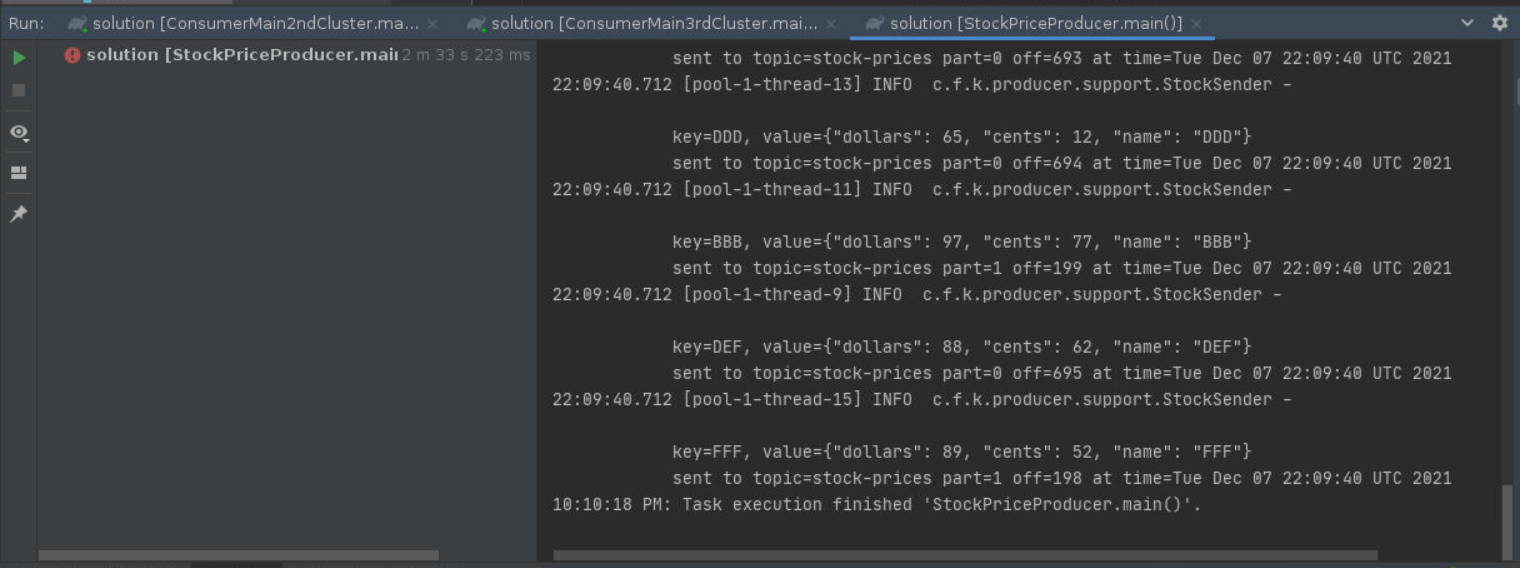 Run: solution [ConsumerMain2ndCluster.ma... × solution [ConsumerMain3rdCluster.mai... × solution [StockPriceProducer.main()] ×
solution [StockPriceProducer.mai 2 m 33 s 223 ms
sent to topic=stock-prices part=0 off=693 at time=Tue Dec 07 22:09:40 UTC 2021
22:09:40.712 [pool-1-thread-13] INFO  c.f.k.producer.support.StockSender -
key=DDD, value={"dollars": 65, "cents": 12, "name": "DDD"}
sent to topic=stock-prices part=0 off=694 at time=Tue Dec 07 22:09:40 UTC 2021
22:09:40.712 [pool-1-thread-11] INFO  c.f.k.producer.support.StockSender -
key=BBB, value={"dollars": 97, "cents": 77, "name": "BBB"}
sent to topic=stock-prices part=1 off=199 at time=Tue Dec 07 22:09:40 UTC 2021
22:09:40.712 [pool-1-thread-9] INFO  c.f.k.producer.support.StockSender -
key=DEF, value={"dollars": 88, "cents": 62, "name": "DEF"}
sent to topic=stock-prices part=0 off=695 at time=Tue Dec 07 22:09:40 UTC 2021
22:09:40.712 [pool-1-thread-15] INFO  c.f.k.producer.support.StockSender -
key=FFF, value={"dollars": 89, "cents": 52, "name": "FFF"}
sent to topic=stock-prices part=1 off=198 at time=Tue Dec 07 22:09:40 UTC 2021
10:10:18 PM: Task execution finished 'StockPriceProducer.main()'.